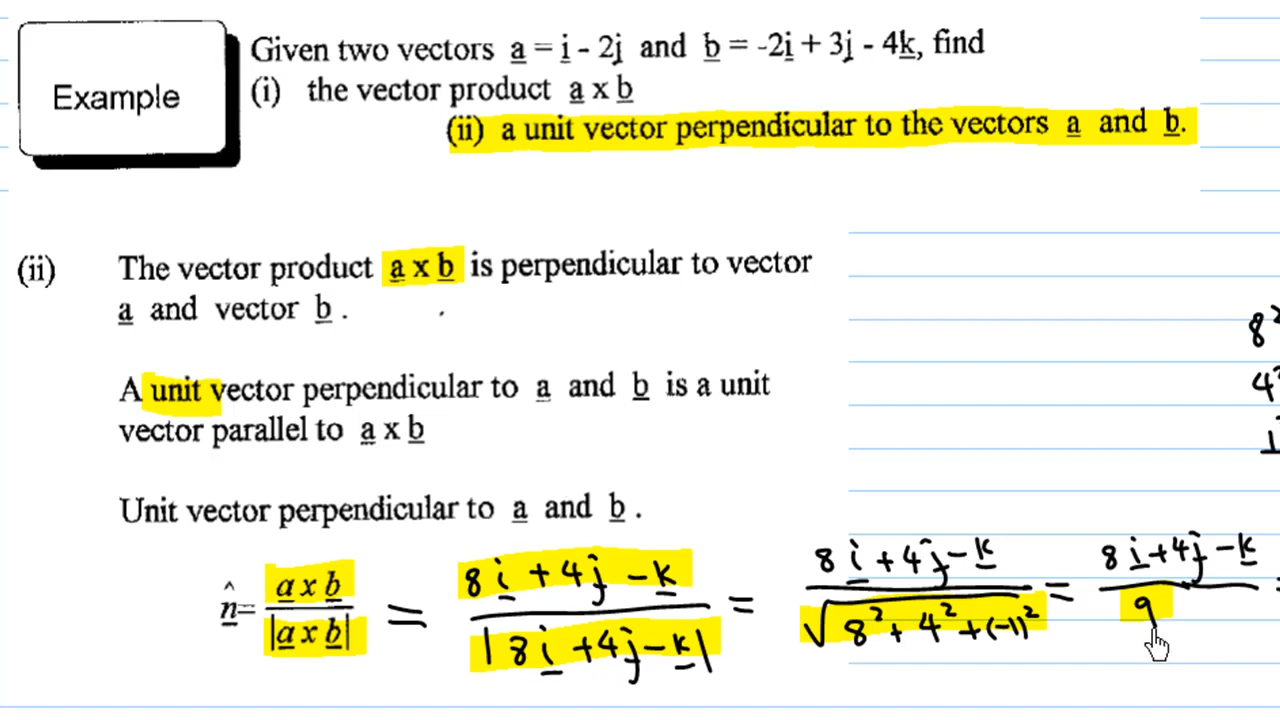 Example
Given two vectors a = i - 2j and b = -2i + 3j - 4k, find
(i) the vector product a x b
(ii) a unit vector perpendicular to the vectors a and b.
(ii) The vector product a x b is perpendicular to vector
a and vector b .
8²
4²
A unit vector perpendicular to a and b is a unit
vector parallel to a x b
Unit vector perpendicular to a and b .
n̂ = a x b / |a x b| = 8i + 4j - k / |8i + 4j - k| = 8i + 4j - k / √8² + 4² + (-1)² = 8i + 4j - k / 9 =